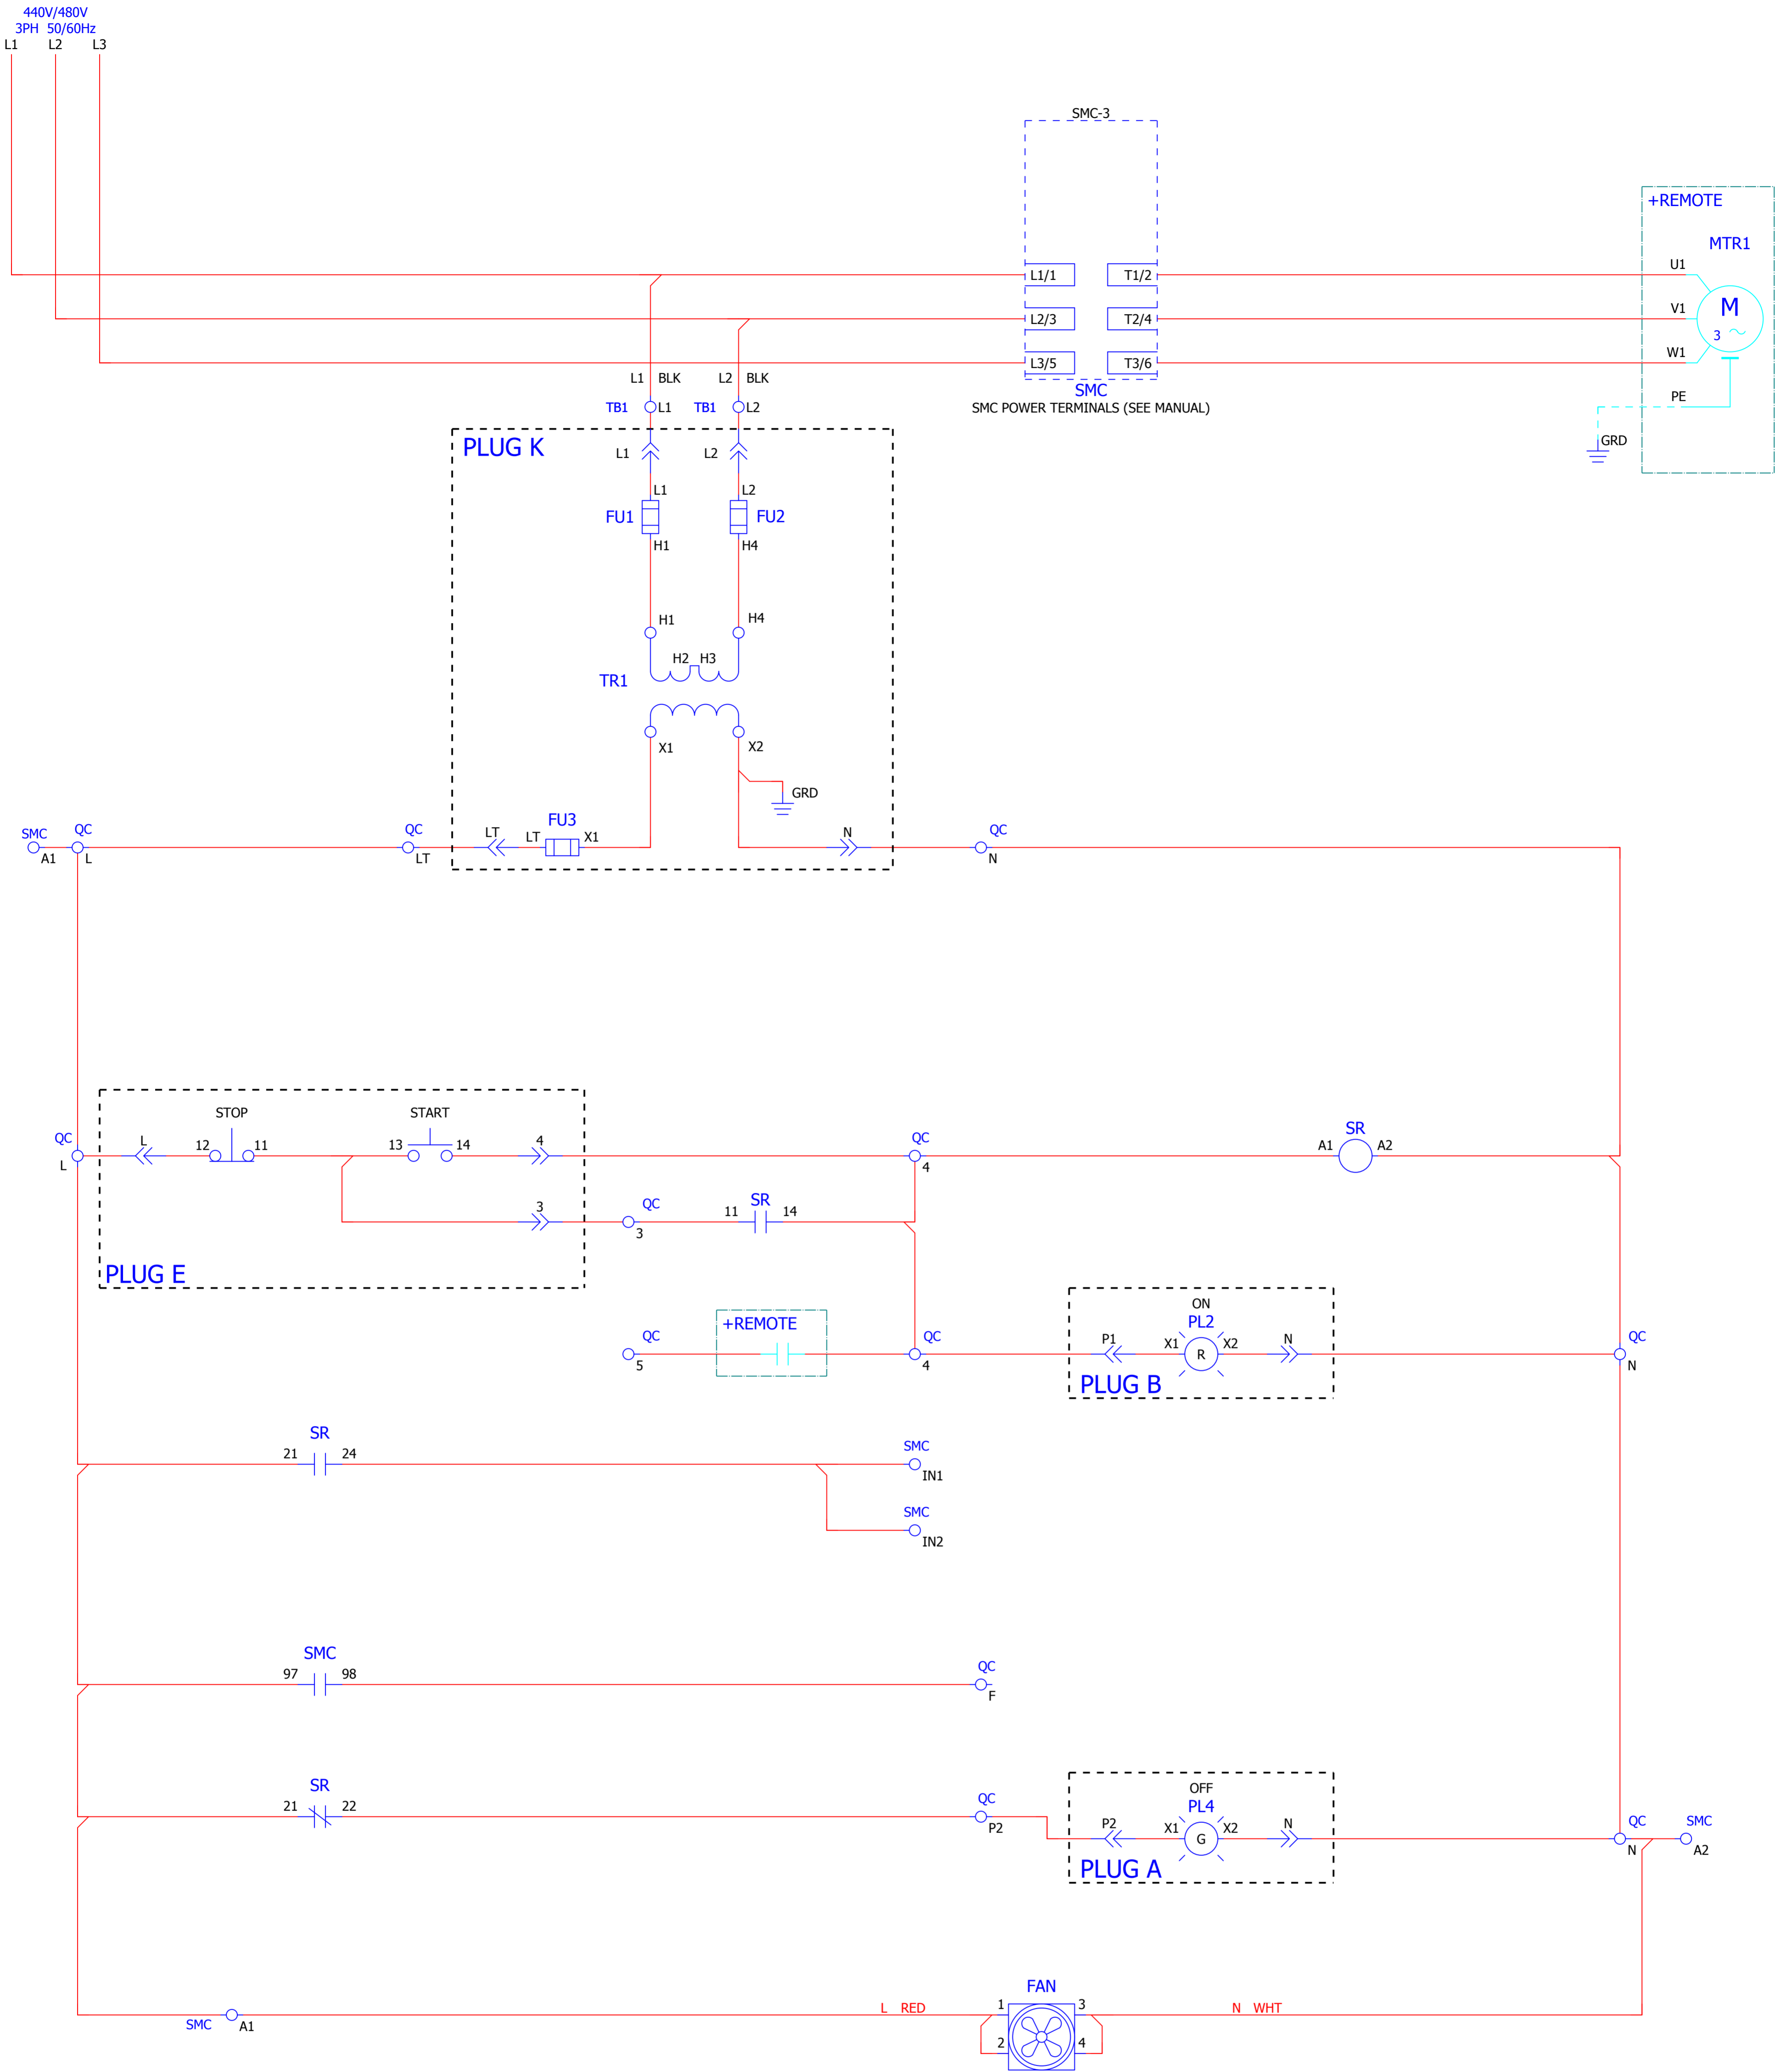 440V/480V
3PH 50/60Hz
L1 L2 L3
SMC-3
+REMOTE
MTR1
L1/1 T1/2 U1
L2/3 T2/4 V1
M
3
L3/5 T3/6 W1
SMC
SMC POWER TERMINALS (SEE MANUAL)
PE
GRD
L1 BLK L2 BLK
TB1 L1 TB1 L2
PLUG K
L1 L2
L1 L2
FU1 FU2
H1 H4
H1 H4
H2 H3
TR1
X1 X2
GRD
FU3
SMC QC QC LT LT X1 N QC
A1 L LT N
STOP START
QC L 12 11 13 14 4 QC SR A1 A2
L 4
3 QC 11 SR 14
3
PLUG E
ON
+REMOTE PL2
QC QC P1 X1 R X2 N QC
5 4 N
PLUG B
SR SMC
21 24
IN1
SMC
IN2
SMC
97 98 QC
F
OFF
SR PL4
21 22 QC P2 X1 G X2 N QC SMC
P2 N A2
PLUG A
FAN
L RED 1 3 N WHT
SMC A1
2 4